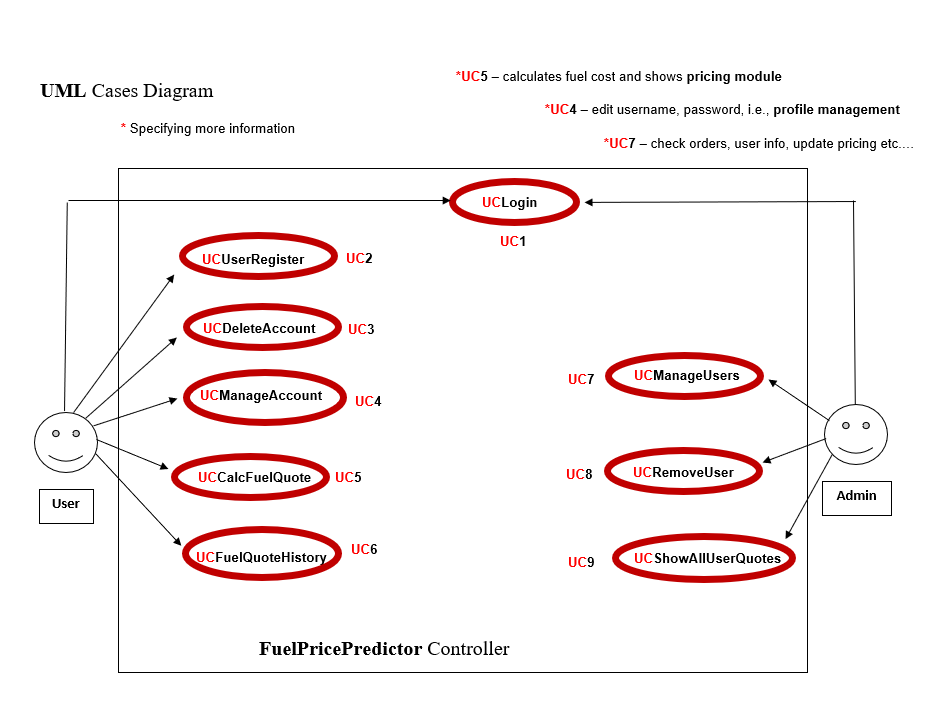 *UC5 – calculates fuel cost and shows pricing module
UML Cases Diagram
*UC4 – edit username, password, i.e., profile management
* Specifying more information
*UC7 – check orders, user info, update pricing etc.…
UCLogin
UC1
UCUserRegister
UC2
UCDeleteAccount
UC3
UCManageAccount
UC4
UCCalcFuelQuote
UC5
UCFuelQuoteHistory
UC6
User
UC7
UCManageUsers
UC8
UCRemoveUser
UC9
UCShowAllUserQuotes
Admin
FuelPricePredictor Controller